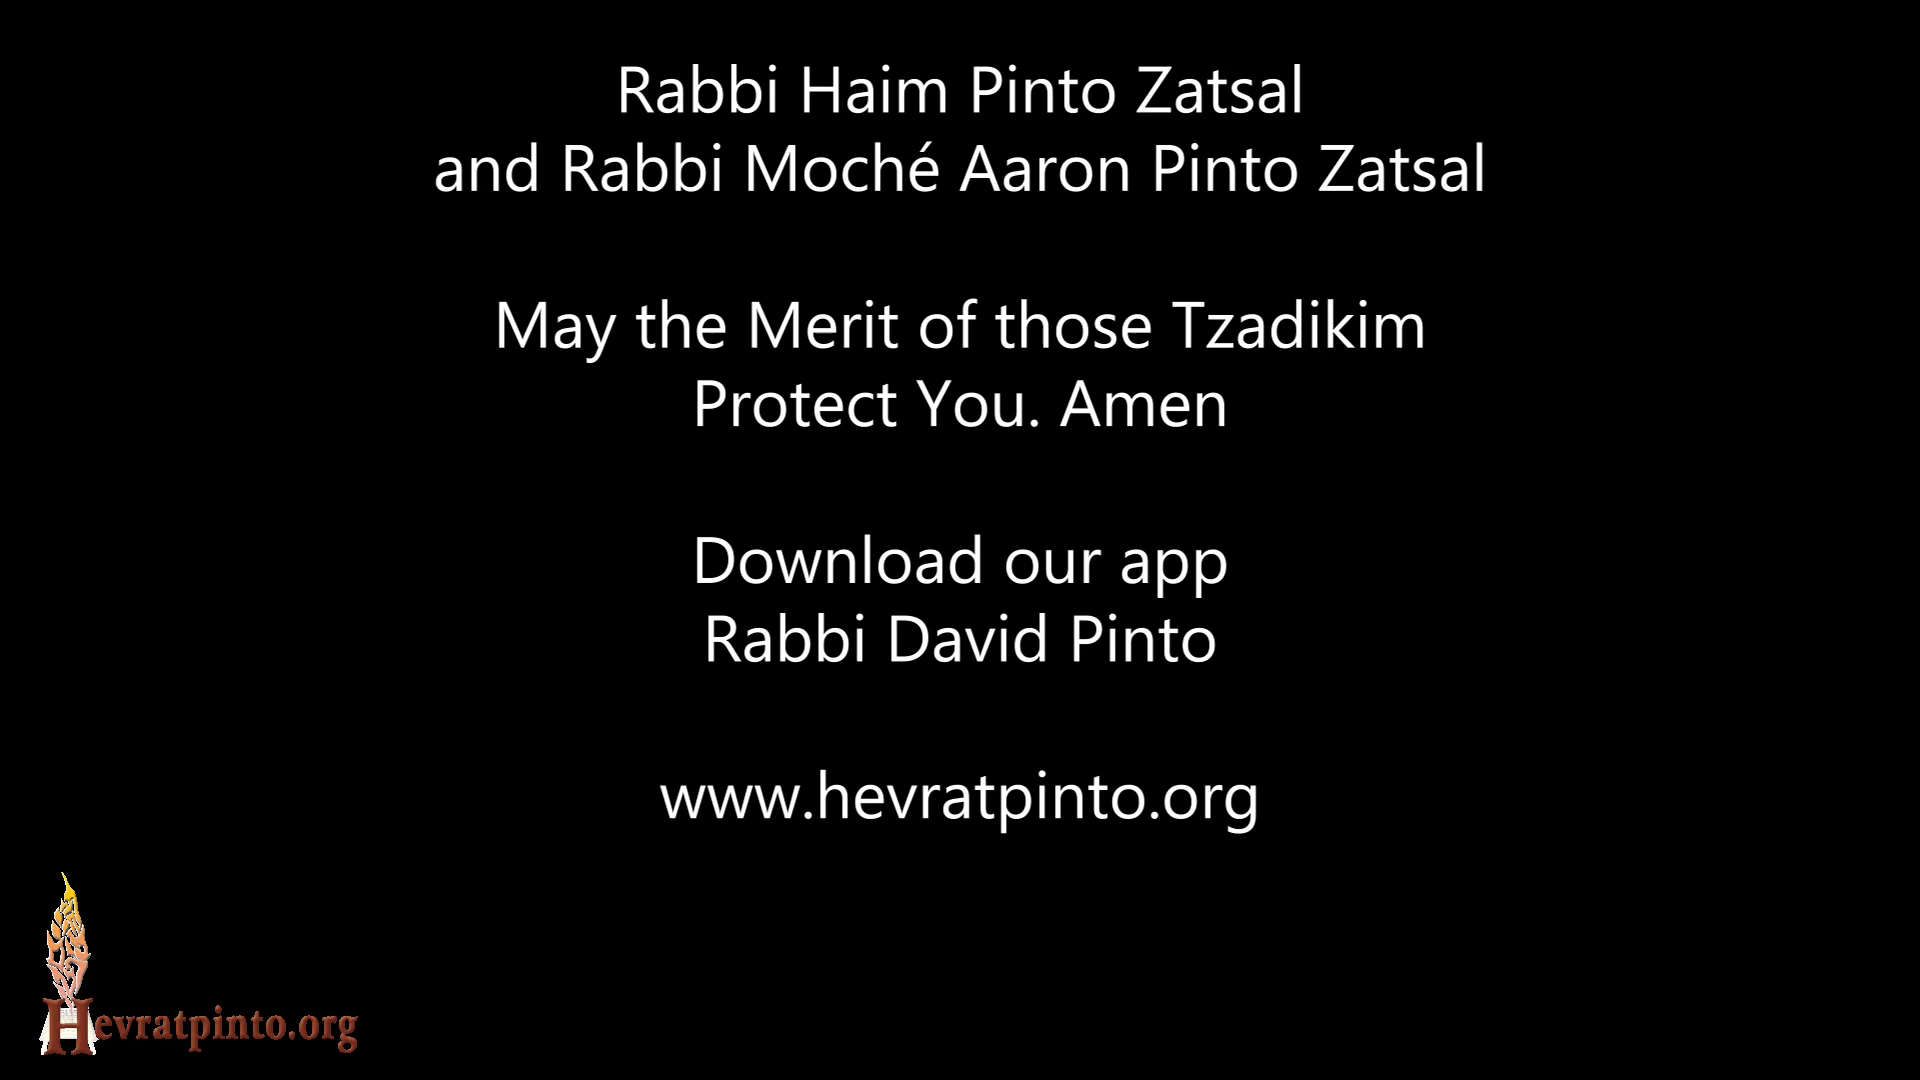 Rabbi Haim Pinto Zatsal
and Rabbi Moché Aaron Pinto Zatsal
May the Merit of those Tzadikim
Protect You. Amen
Download our app
Rabbi David Pinto
www.hevratpinto.org
Hevratpinto.org